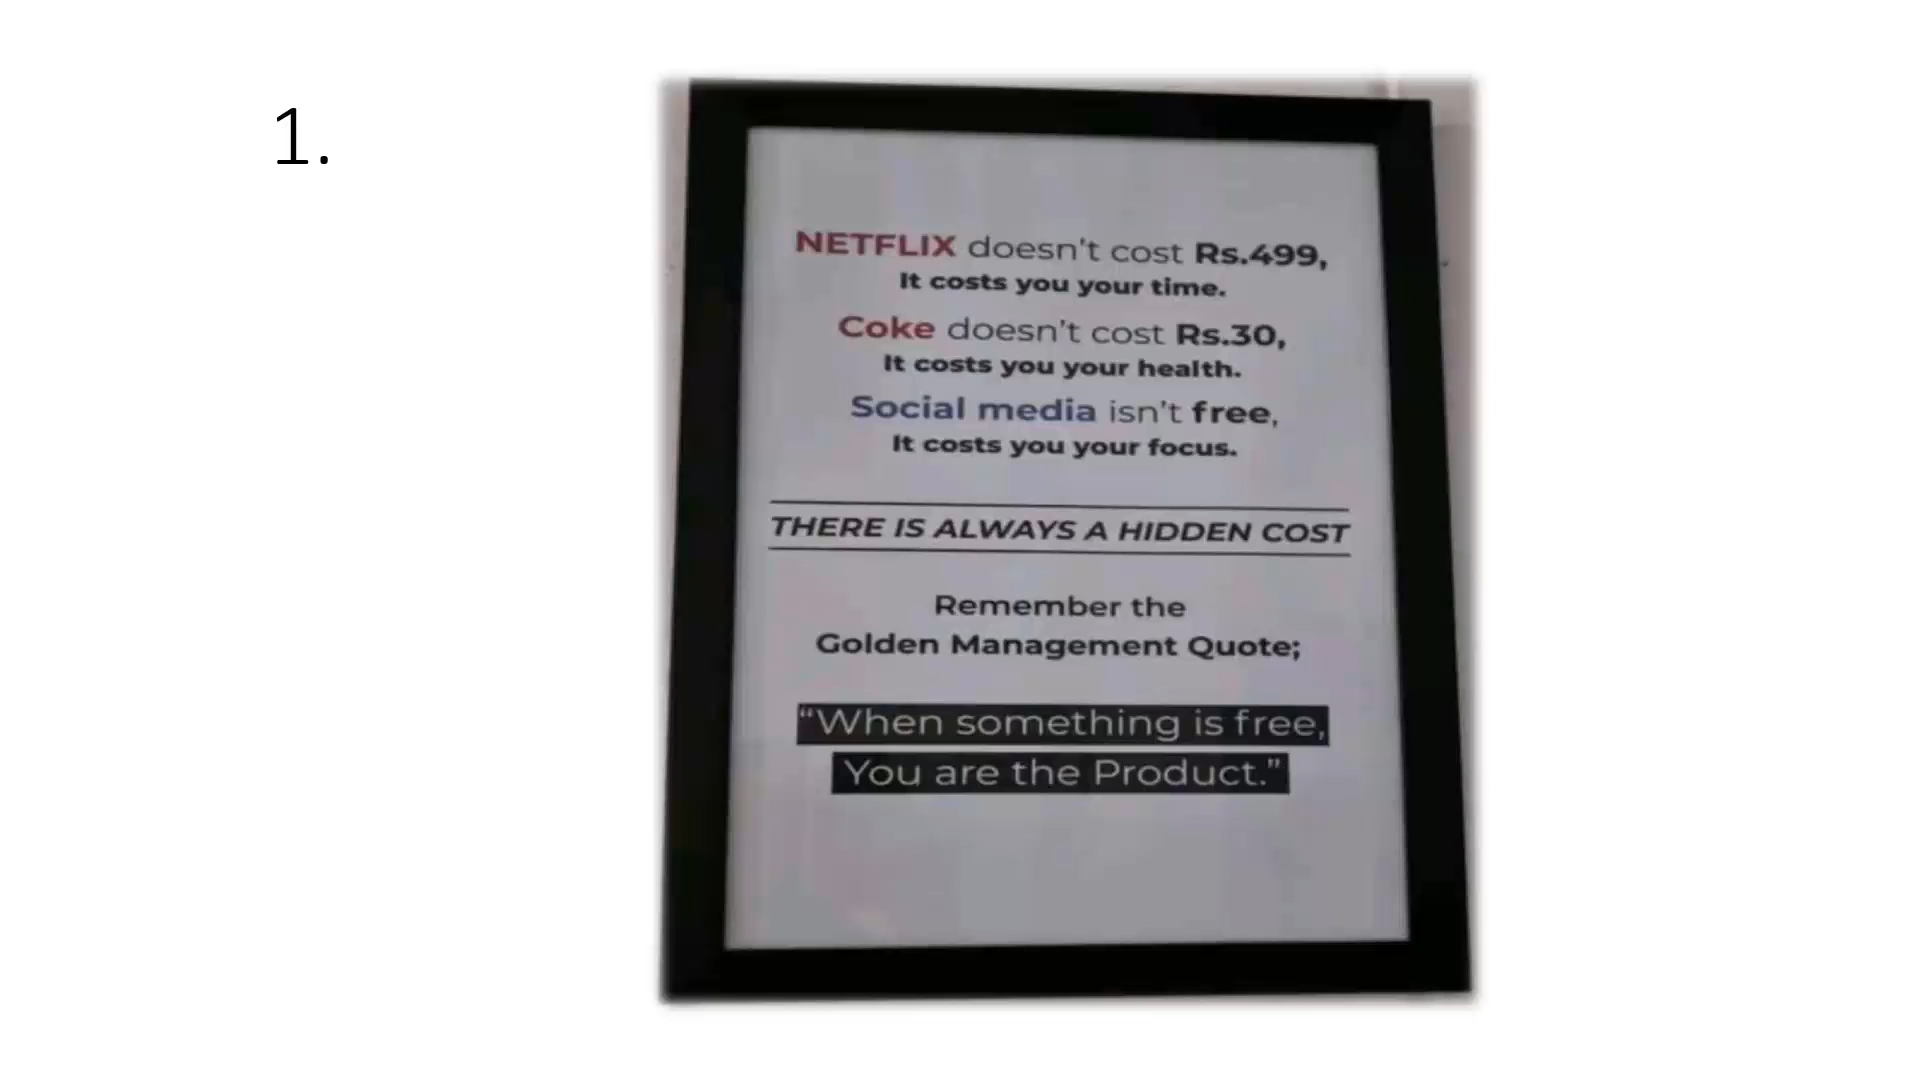 1.
NETFLIX doesn't cost Rs.499,
It costs you your time.
Coke doesn't cost Rs.30,
It costs you your health.
Social media isn't free,
It costs you your focus.
THERE IS ALWAYS A HIDDEN COST
Remember the
Golden Management Quote;
“When something is free,
You are the Product.”